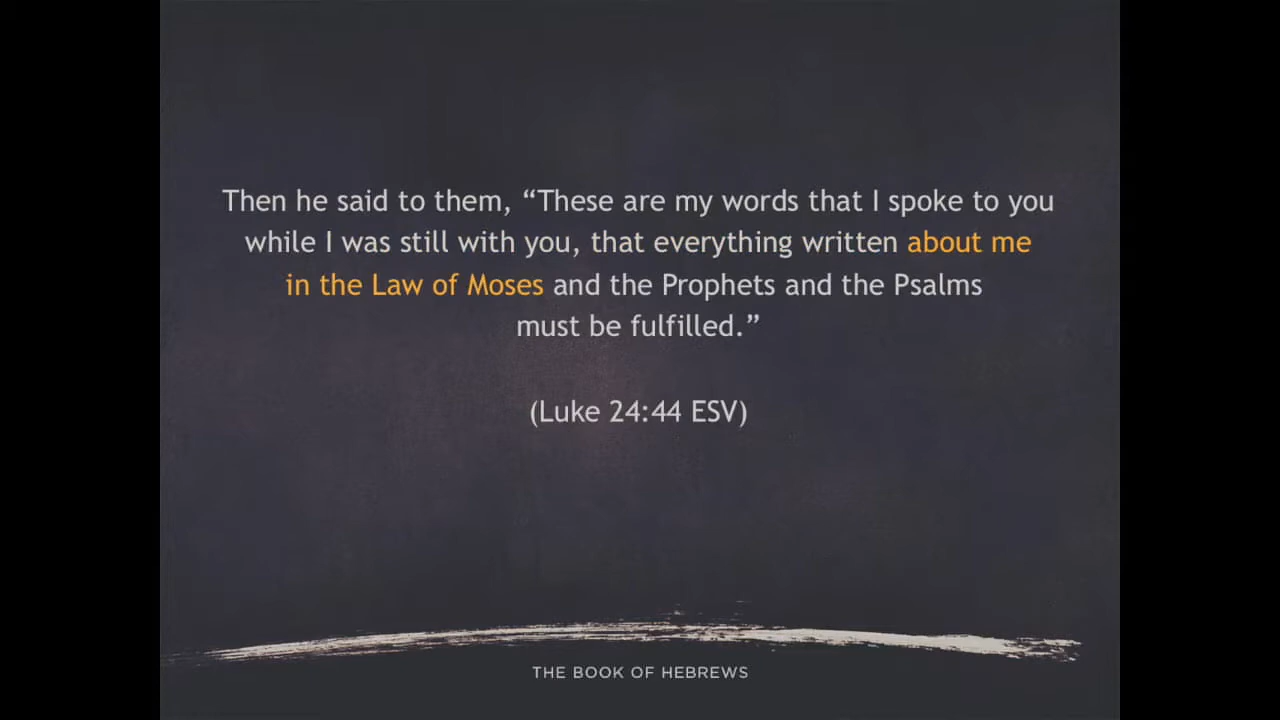 Then he said to them, “These are my words that I spoke to you
while I was still with you, that everything written about me
in the Law of Moses and the Prophets and the Psalms
must be fulfilled.”
(Luke 24:44 ESV)
THE BOOK OF HEBREWS